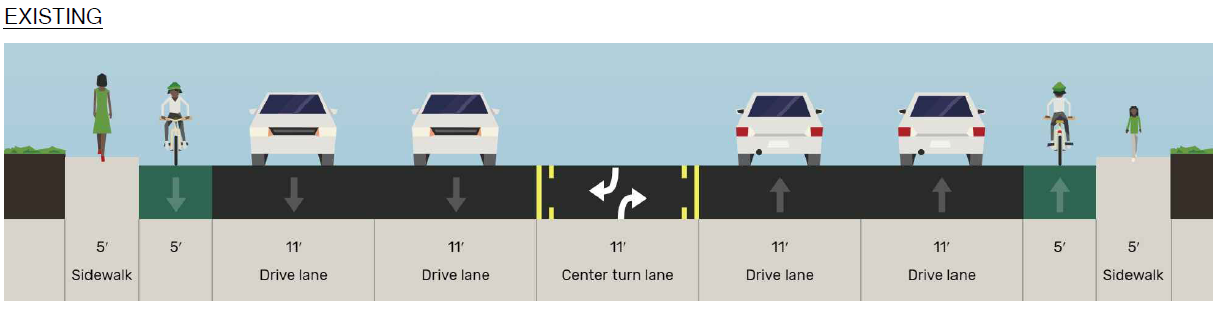 EXISTING
5' 5' 11' 11' 11' 11' 11' 5' 5'
Sidewalk Drive lane Drive lane Center turn lane Drive lane Drive lane Sidewalk